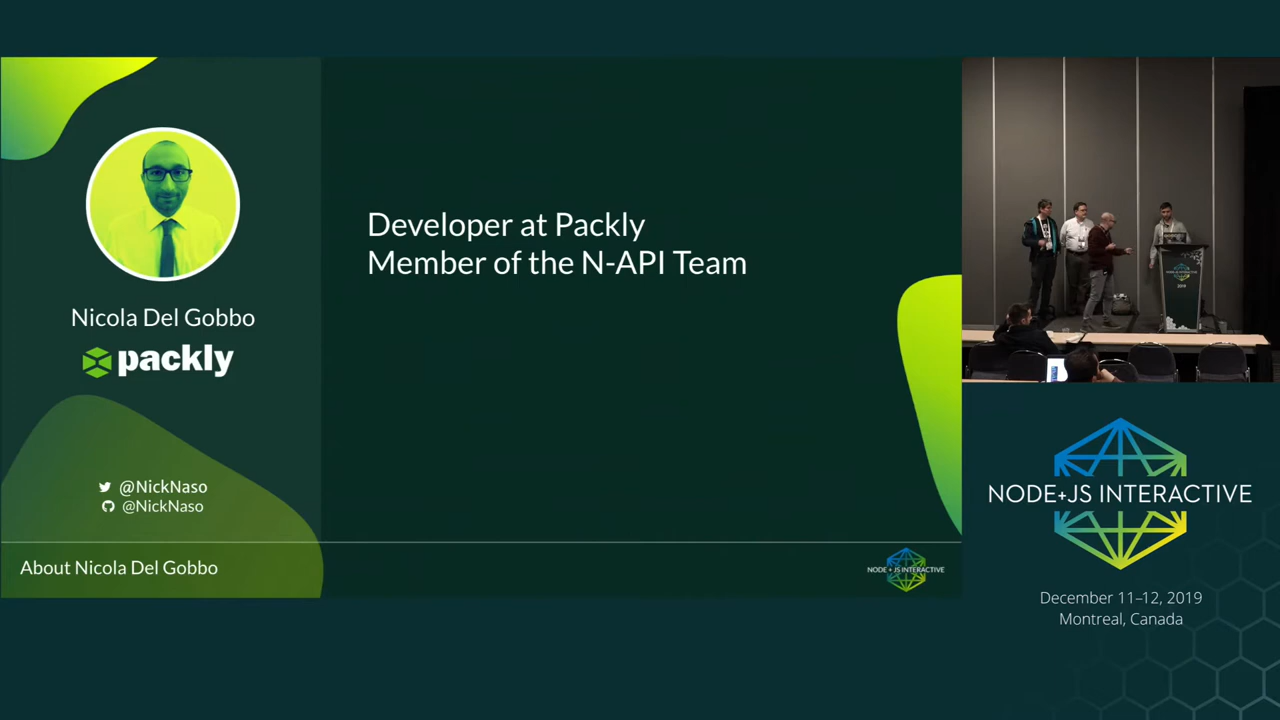 Developer at Packly
Member of the N-API Team
Nicola Del Gobbo
packly
@NickNaso
@NickNaso
About Nicola Del Gobbo
NODE + JS INTERACTIVE
NODE+JS INTERACTIVE
December 11–12, 2019
Montreal, Canada
2019